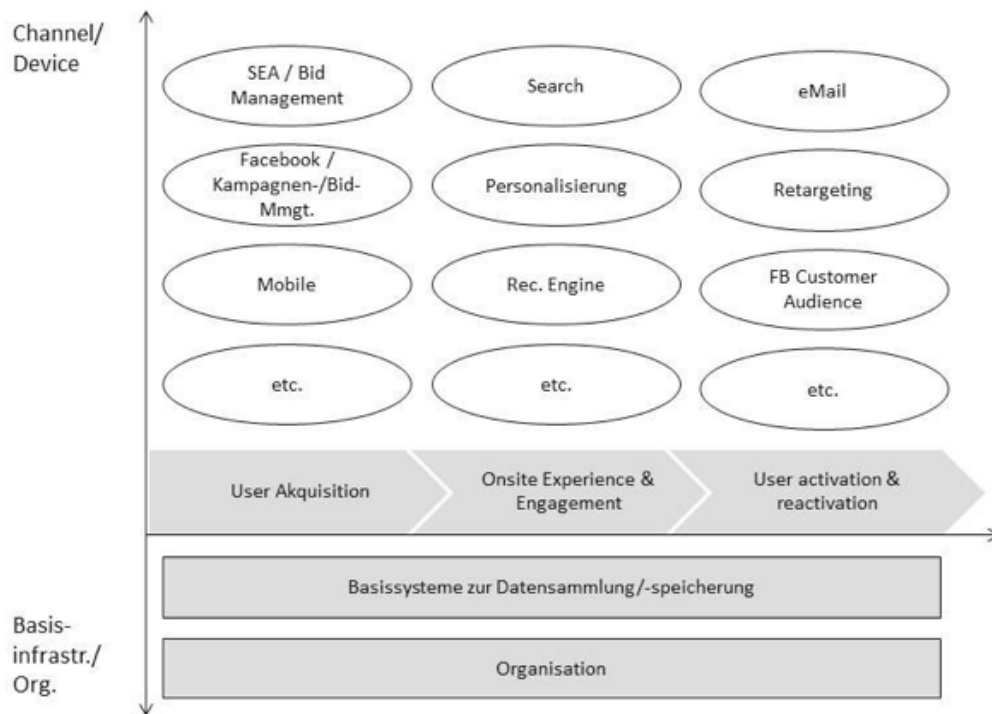 Channel/
Device
SEA / Bid
Management
Search
eMail
Facebook /
Kampagnen-/Bid-
Mmgt.
Personalisierung
Retargeting
Mobile
Rec. Engine
FB Customer
Audience
etc.
etc.
etc.
User Akquisition
Onsite Experience &
Engagement
User activation &
reactivation
Basissysteme zur Datensammlung/-speicherung
Basis-
infrastr./
Org.
Organisation